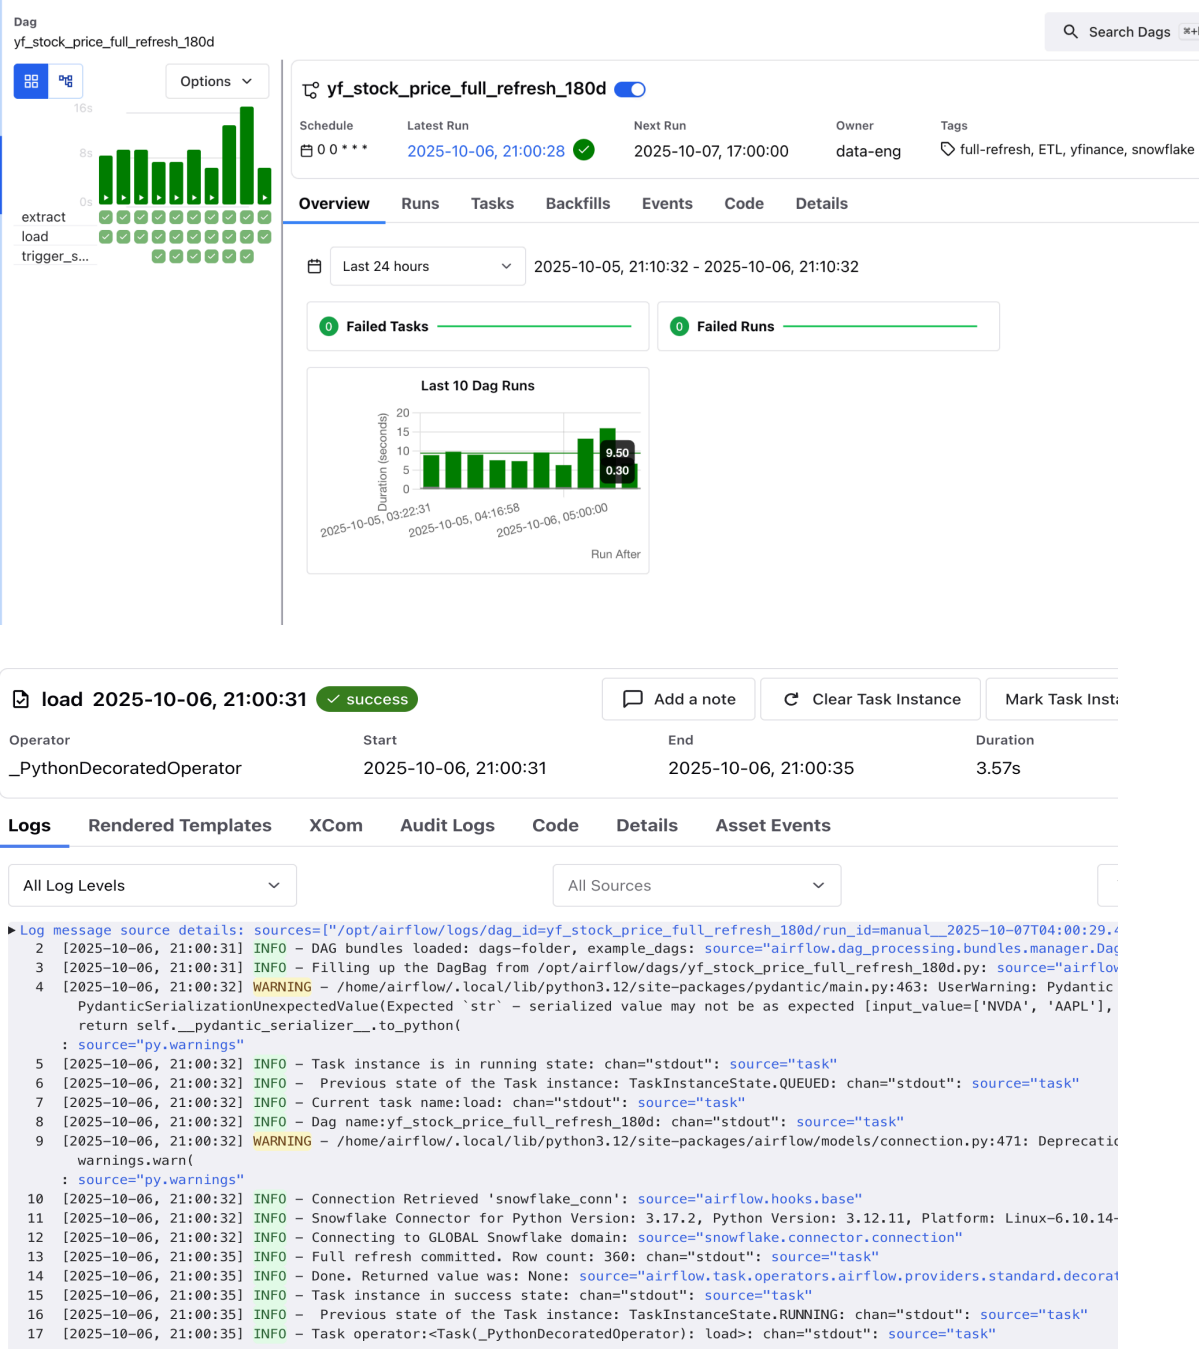 Dag
yf_stock_price_full_refresh_180d
Search Dags
Options
16s
8s
0s
extract
load
trigger_s...
yf_stock_price_full_refresh_180d
Schedule
Latest Run
Next Run
Owner
Tags
0 0 * * *
2025-10-06, 21:00:28
2025-10-07, 17:00:00
data-eng
full-refresh, ETL, yfinance, snowflake
Overview
Runs
Tasks
Backfills
Events
Code
Details
Last 24 hours
2025-10-05, 21:10:32 - 2025-10-06, 21:10:32
0 Failed Tasks
0 Failed Runs
Last 10 Dag Runs
Duration (seconds)
20
15
10
5
0
9.50
0.30
2025-10-05, 03:22:31
2025-10-05, 04:16:58
2025-10-06, 05:00:00
Run After
load 2025-10-06, 21:00:31 success
Add a note
Clear Task Instance
Mark Task Insta
Operator
Start
End
Duration
_PythonDecoratedOperator
2025-10-06, 21:00:31
2025-10-06, 21:00:35
3.57s
Logs
Rendered Templates
XCom
Audit Logs
Code
Details
Asset Events
All Log Levels
All Sources
Log message source details: sources=["/opt/airflow/logs/dag_id=yf_stock_price_full_refresh_180d/run_id=manual__2025-10-07T04:00:29.4
2 [2025-10-06, 21:00:31] INFO - DAG bundles loaded: dags-folder, example_dags: source="airflow.dag_processing.bundles.manager.Dag
3 [2025-10-06, 21:00:31] INFO - Filling up the DagBag from /opt/airflow/dags/yf_stock_price_full_refresh_180d.py: source="airflow
4 [2025-10-06, 21:00:32] WARNING - /home/airflow/.local/lib/python3.12/site-packages/pydantic/main.py:463: UserWarning: Pydantic
PydanticSerializationUnexpectedValue(Expected `str` - serialized value may not be as expected [input_value=['NVDA', 'AAPL'],
return self.__pydantic_serializer__.to_python(
: source="py.warnings"
5 [2025-10-06, 21:00:32] INFO - Task instance is in running state: chan="stdout": source="task"
6 [2025-10-06, 21:00:32] INFO -  Previous state of the Task instance: TaskInstanceState.QUEUED: chan="stdout": source="task"
7 [2025-10-06, 21:00:32] INFO - Current task name:load: chan="stdout": source="task"
8 [2025-10-06, 21:00:32] INFO - Dag name:yf_stock_price_full_refresh_180d: chan="stdout": source="task"
9 [2025-10-06, 21:00:32] WARNING - /home/airflow/.local/lib/python3.12/site-packages/airflow/models/connection.py:471: Deprecatio
warnings.warn(
: source="py.warnings"
10 [2025-10-06, 21:00:32] INFO - Connection Retrieved 'snowflake_conn': source="airflow.hooks.base"
11 [2025-10-06, 21:00:32] INFO - Snowflake Connector for Python Version: 3.17.2, Python Version: 3.12.11, Platform: Linux-6.10.14-
12 [2025-10-06, 21:00:32] INFO - Connecting to GLOBAL Snowflake domain: source="snowflake.connector.connection"
13 [2025-10-06, 21:00:35] INFO - Full refresh committed. Row count: 360: chan="stdout": source="task"
14 [2025-10-06, 21:00:35] INFO - Done. Returned value was: None: source="airflow.task.operators.airflow.providers.standard.decorat
15 [2025-10-06, 21:00:35] INFO - Task instance in success state: chan="stdout": source="task"
16 [2025-10-06, 21:00:35] INFO -  Previous state of the Task instance: TaskInstanceState.RUNNING: chan="stdout": source="task"
17 [2025-10-06, 21:00:35] INFO - Task operator:<Task(_PythonDecoratedOperator): load>: chan="stdout": source="task"